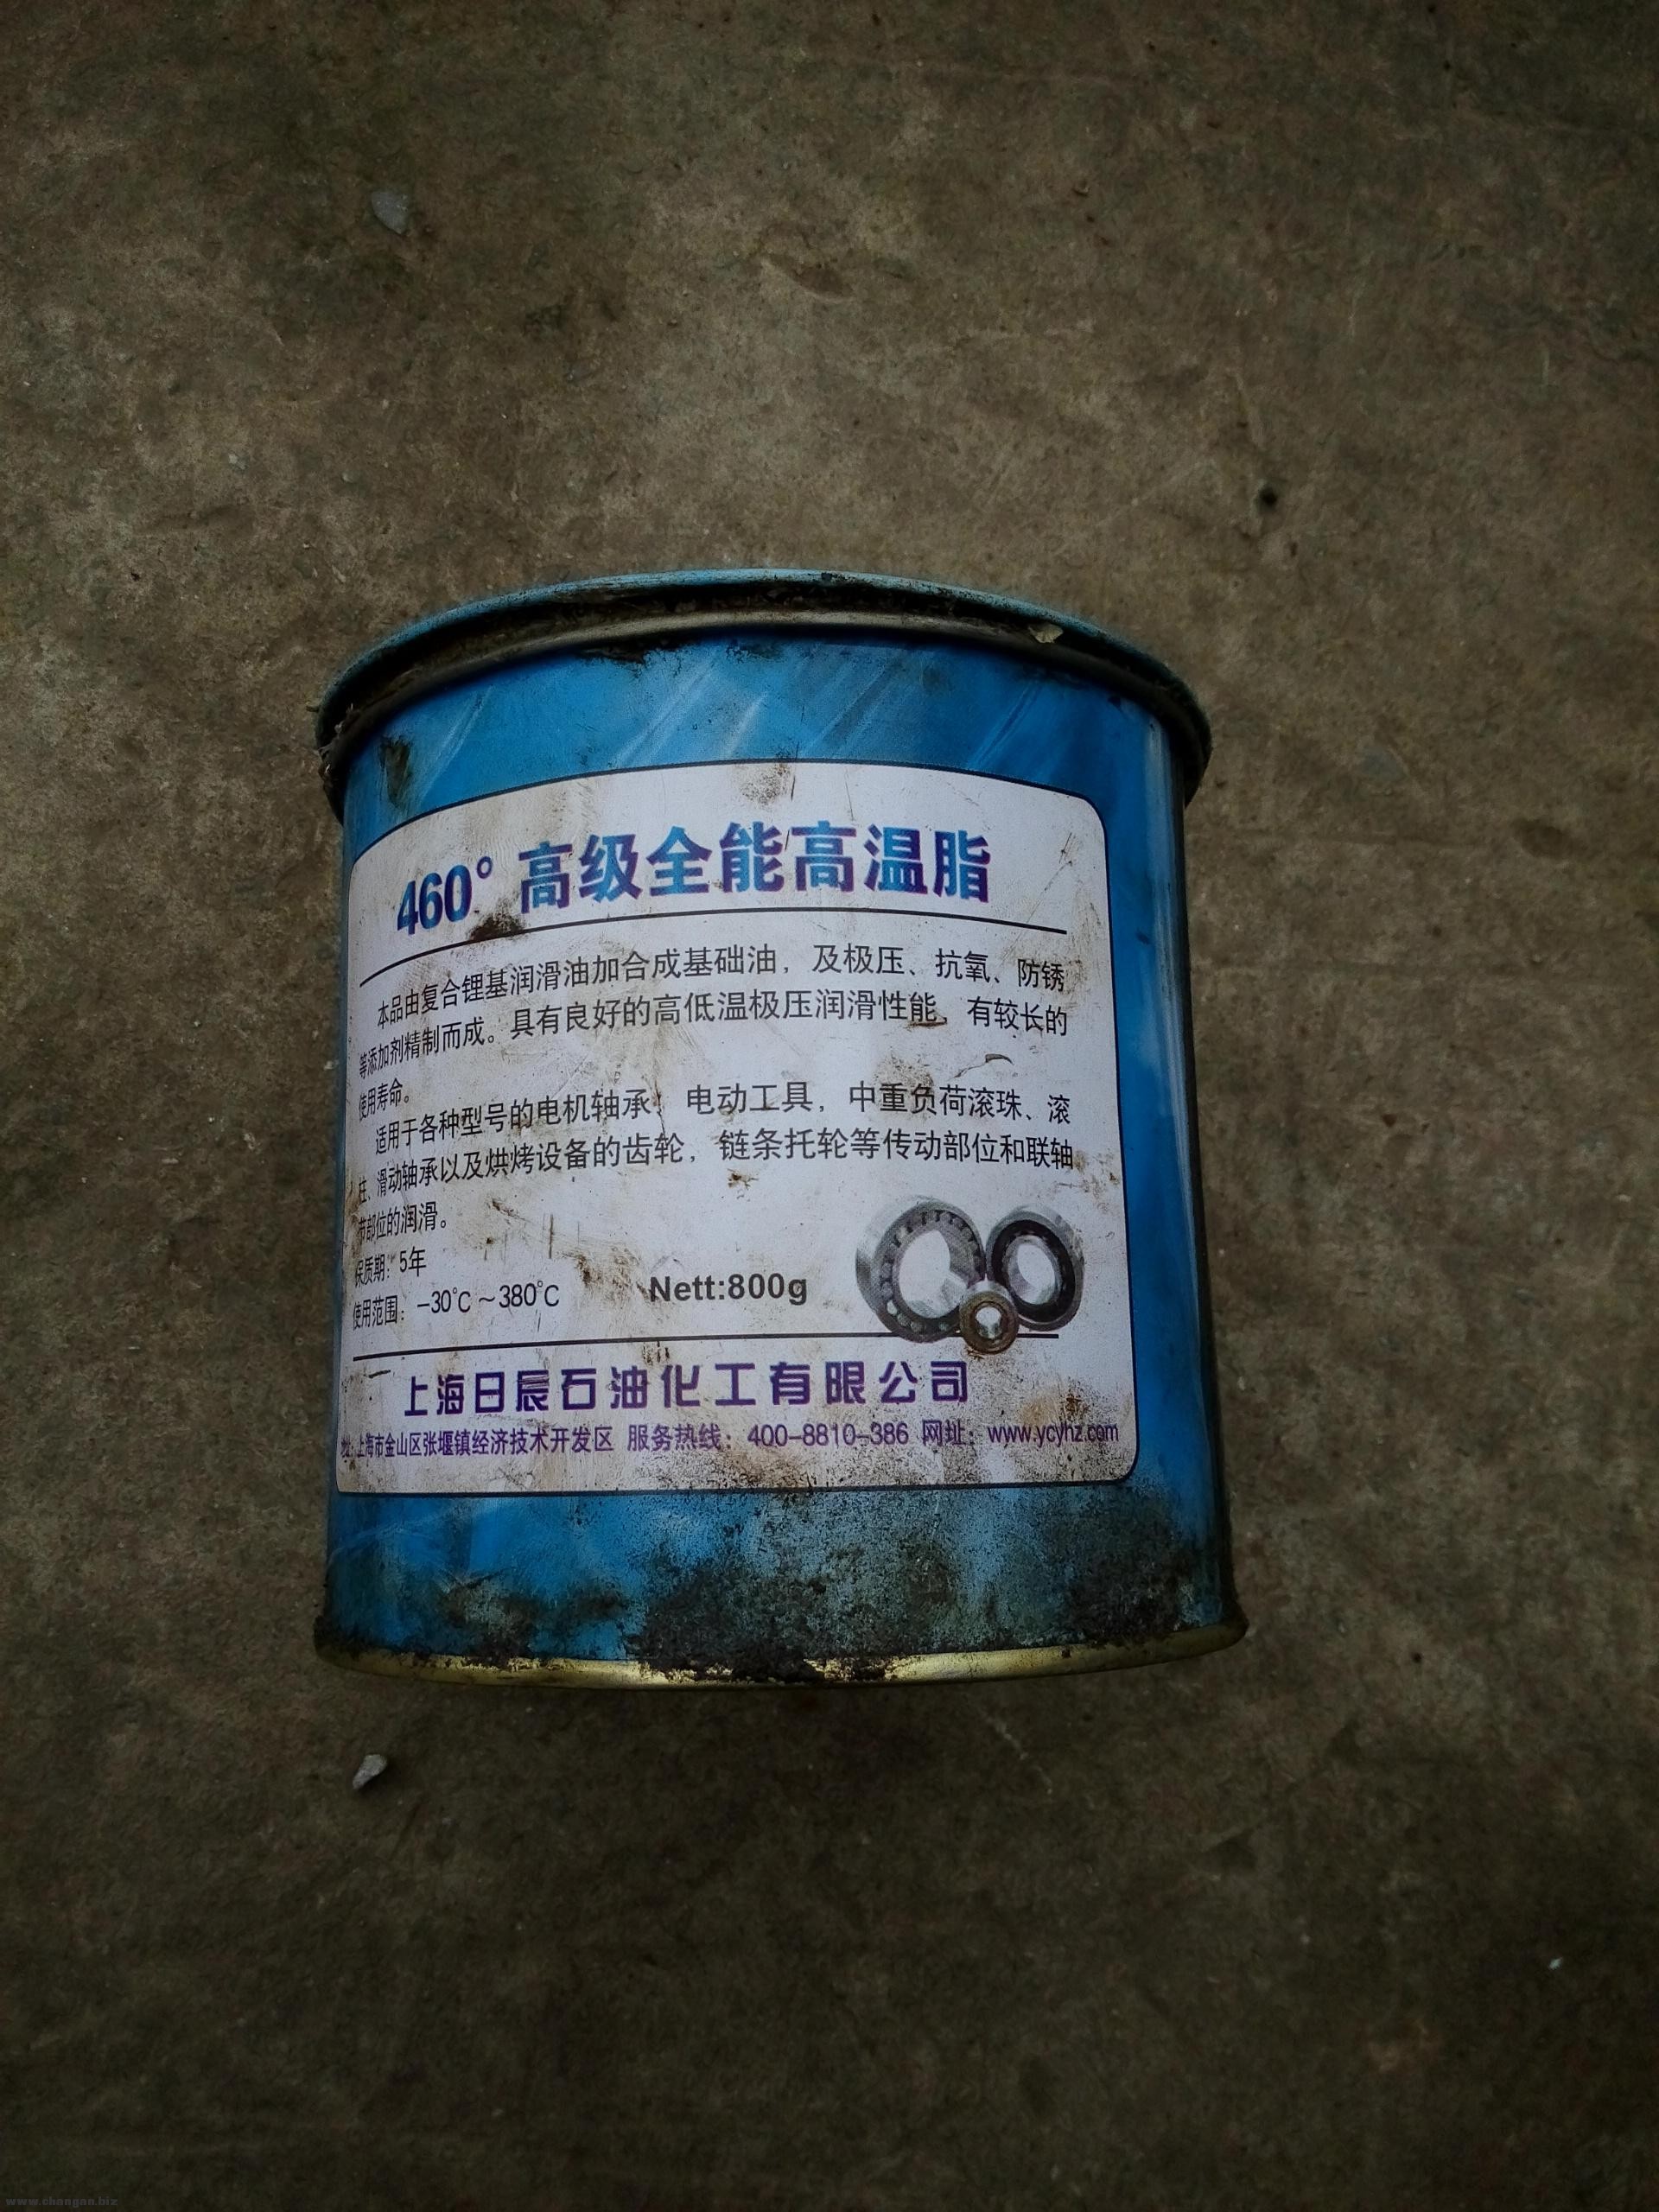 460°高级全能高温脂
本品由复合锂基润滑油加合成基础油，及极压、抗氧、防锈
等添加剂精制而成。具有良好的高低温极压润滑性能，有较长的
使用寿命。
适用于各种型号的电机轴承，电动工具，中重负荷滚珠、滚
柱、滑动轴承以及烘烤设备的齿轮，链条托轮等传动部位和联轴
节部位的润滑。
保质期：5年
使用范围：-30℃～380℃
Nett:800g
上海日晨石油化工有限公司
地址：上海市金山区张堰镇经济技术开发区 服务热线：400-8810-386 网址：www.ycyhz.com
www.changan.biz